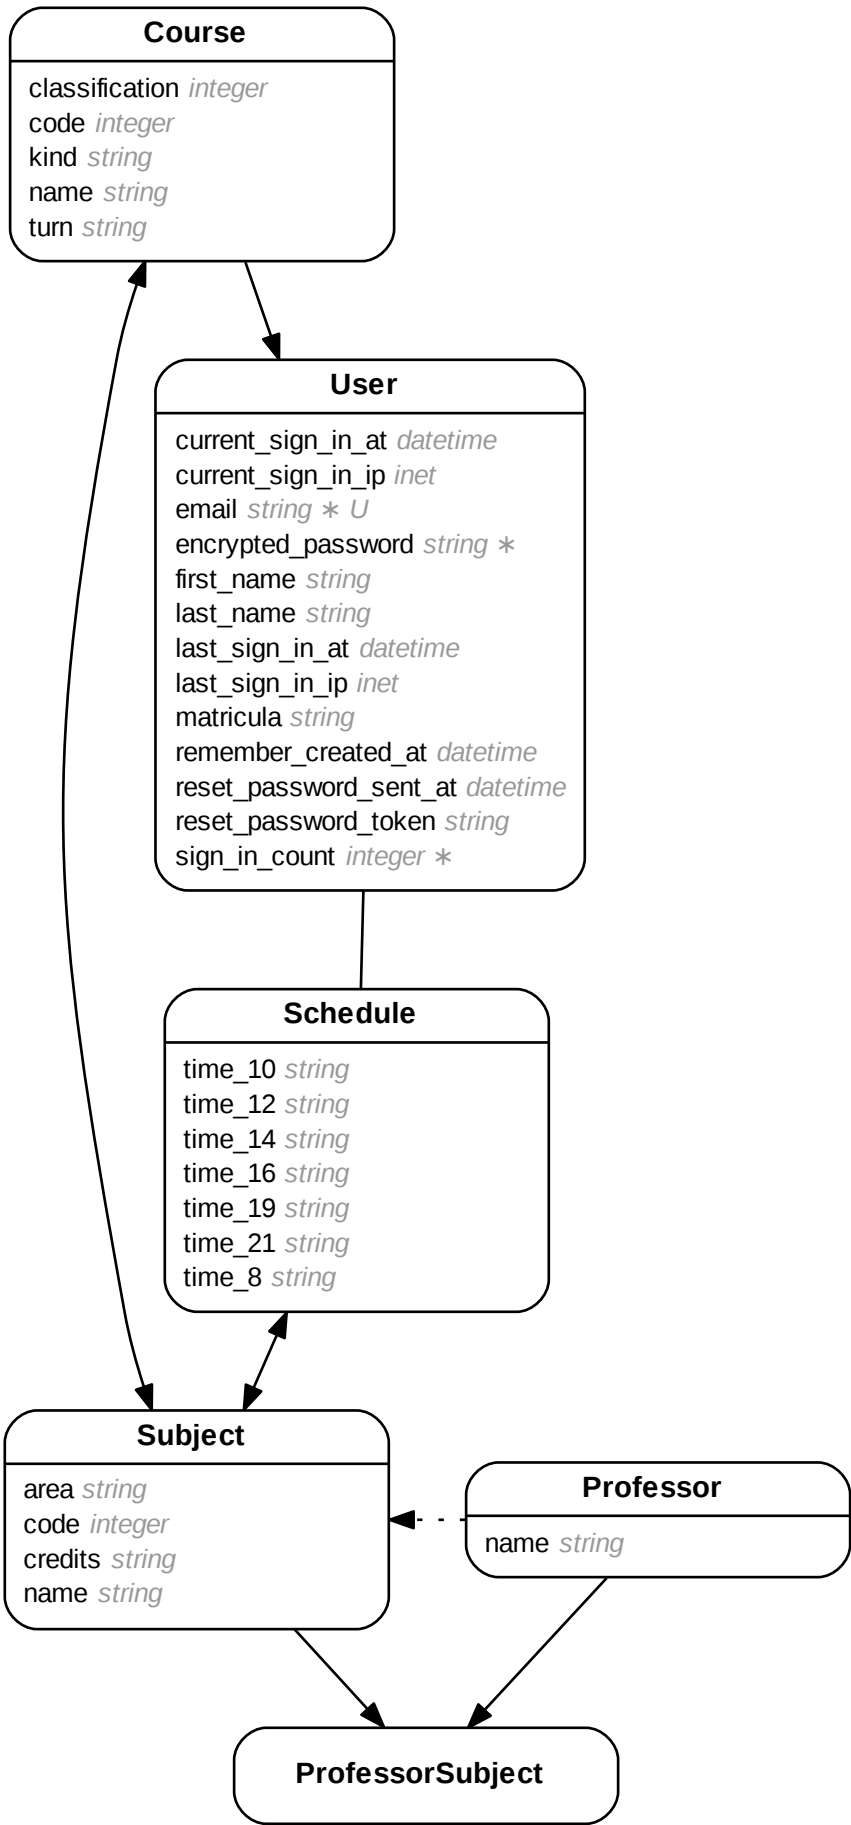 Course
classification integer
code integer
kind string
name string
turn string
User
current_sign_in_at datetime
current_sign_in_ip inet
email string ∗ U
encrypted_password string ∗
first_name string
last_name string
last_sign_in_at datetime
last_sign_in_ip inet
matricula string
remember_created_at datetime
reset_password_sent_at datetime
reset_password_token string
sign_in_count integer ∗
Schedule
time_10 string
time_12 string
time_14 string
time_16 string
time_19 string
time_21 string
time_8 string
Subject
area string
code integer
credits string
name string
Professor
name string
ProfessorSubject